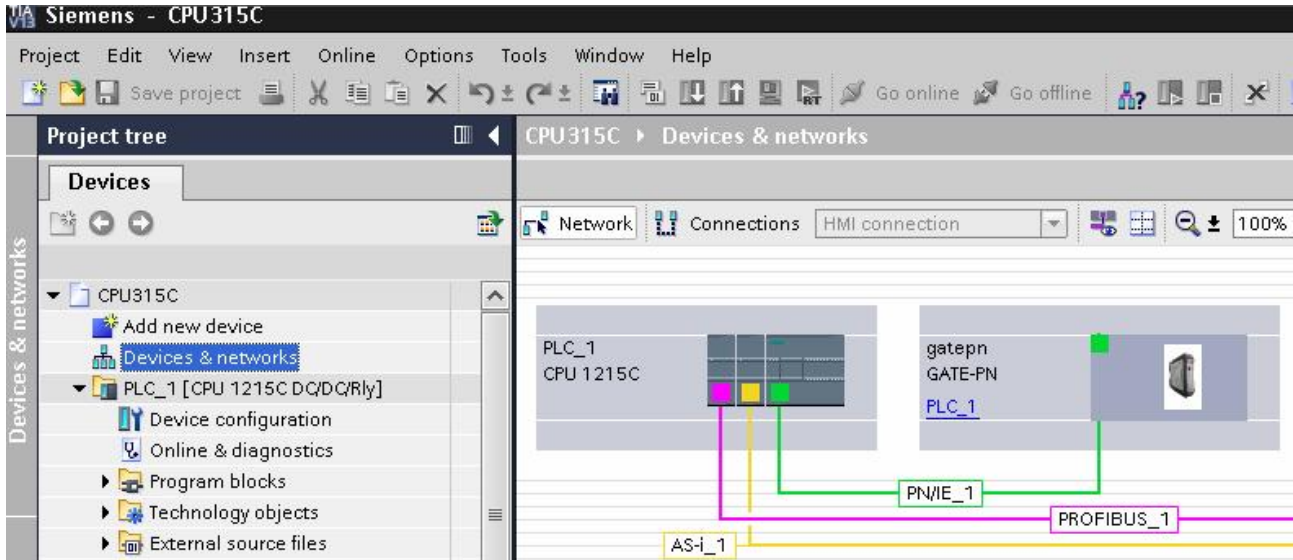 TIA V13 Siemens - CPU315C
Project Edit View Insert Online Options Tools Window Help
Save project Go online Go offline
Project tree
CPU315C Devices & networks
Devices
Network Connections HMI connection 100%
Devices & networks
CPU315C
Add new device
Devices & networks
PLC_1 [CPU 1215C DC/DC/Rly]
Device configuration
Online & diagnostics
Program blocks
Technology objects
External source files
PLC_1
CPU 1215C
gatepn
GATE-PN
PLC_1
PN/IE_1
PROFIBUS_1
AS-i_1